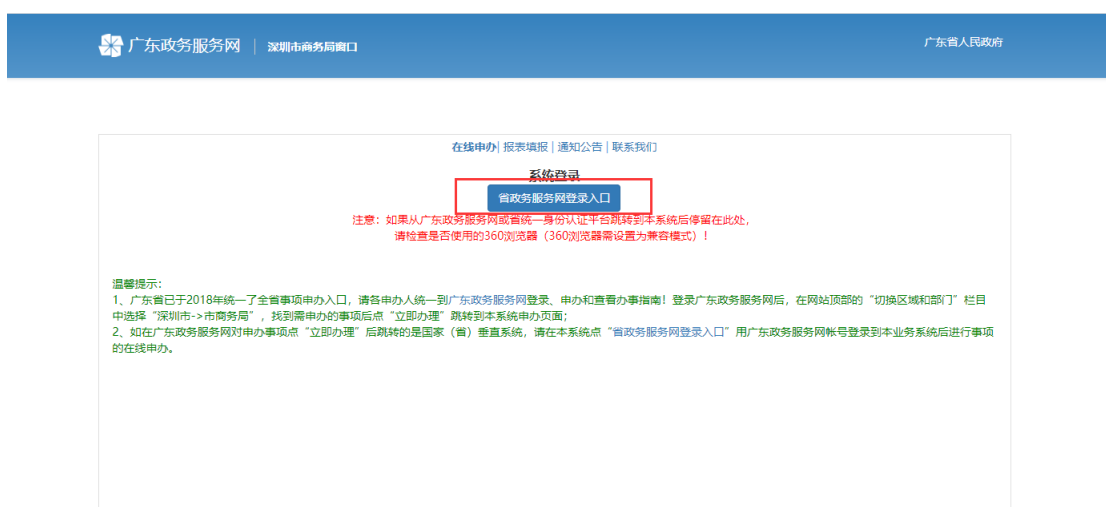 广东政务服务网 | 深圳市商务局窗口
广东省人民政府
在线申办| 报表填报 | 通知公告 | 联系我们
系统登录
省政务服务网登录入口
注意：如果从广东政务服务网或省统一身份认证平台跳转到本系统后停留在此处，
请检查是否使用的360浏览器（360浏览器需设置为兼容模式）！
温馨提示：
1、广东省已于2018年统一了全省事项申办入口，请各申办人统一到广东政务服务网登录、申办和查看办事指南！登录广东政务服务网后，在网站顶部的“切换区域和部门”栏目
中选择“深圳市->市商务局”，找到需申办的事项后点“立即办理”跳转到本系统申办页面；
2、如在广东政务服务网对申办事项点“立即办理”后跳转的是国家（省）垂直系统，请在本系统点“省政务服务网登录入口”用广东政务服务网帐号登录到本业务系统后进行事项
的在线申办。